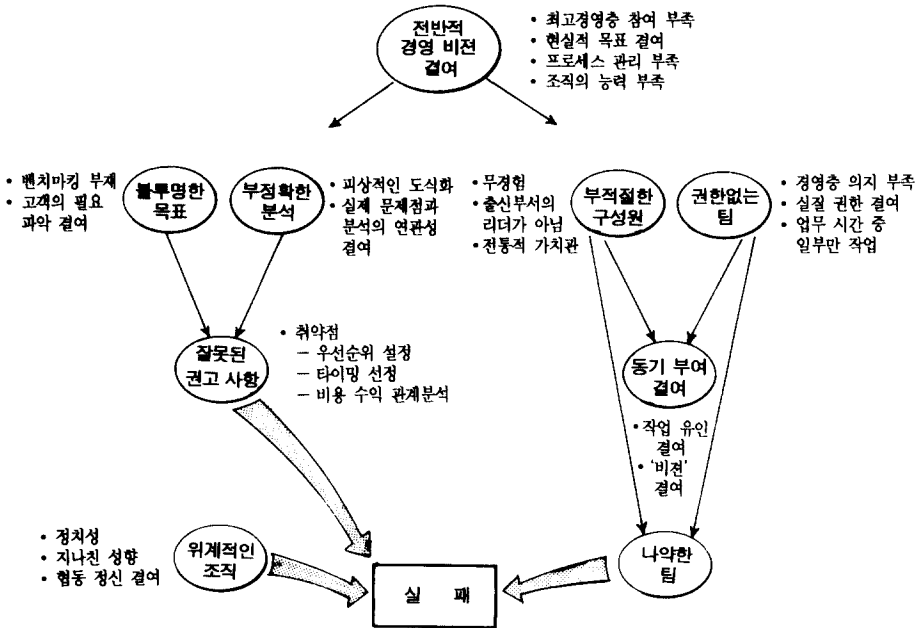 전반적
경영 비젼
결여
• 최고경영층 참여 부족
• 현실적 목표 결여
• 프로세스 관리 부족
• 조직의 능력 부족
• 벤치마킹 부재
• 고객의 필요
파악 결여
불투명한
목표
부정확한
분석
• 피상적인 도식화
• 실제 문제점과
분석의 연관성
결여
• 무경험
• 출신부서의
리더가 아님
• 전통적 가치관
부적절한
구성원
권한없는
팀
• 경영층 의지 부족
• 실질 권한 결여
• 업무 시간 중
일부만 작업
잘못된
권고 사항
• 취약점
— 우선순위 설정
— 타이밍 선정
— 비용 수익 관계분석
동기 부여
결여
• 작업 유인
결여
• '비젼'
결여
• 정치성
• 지나친 성향
• 협동 정신 결여
위계적인
조직
실 패
나약한
팀